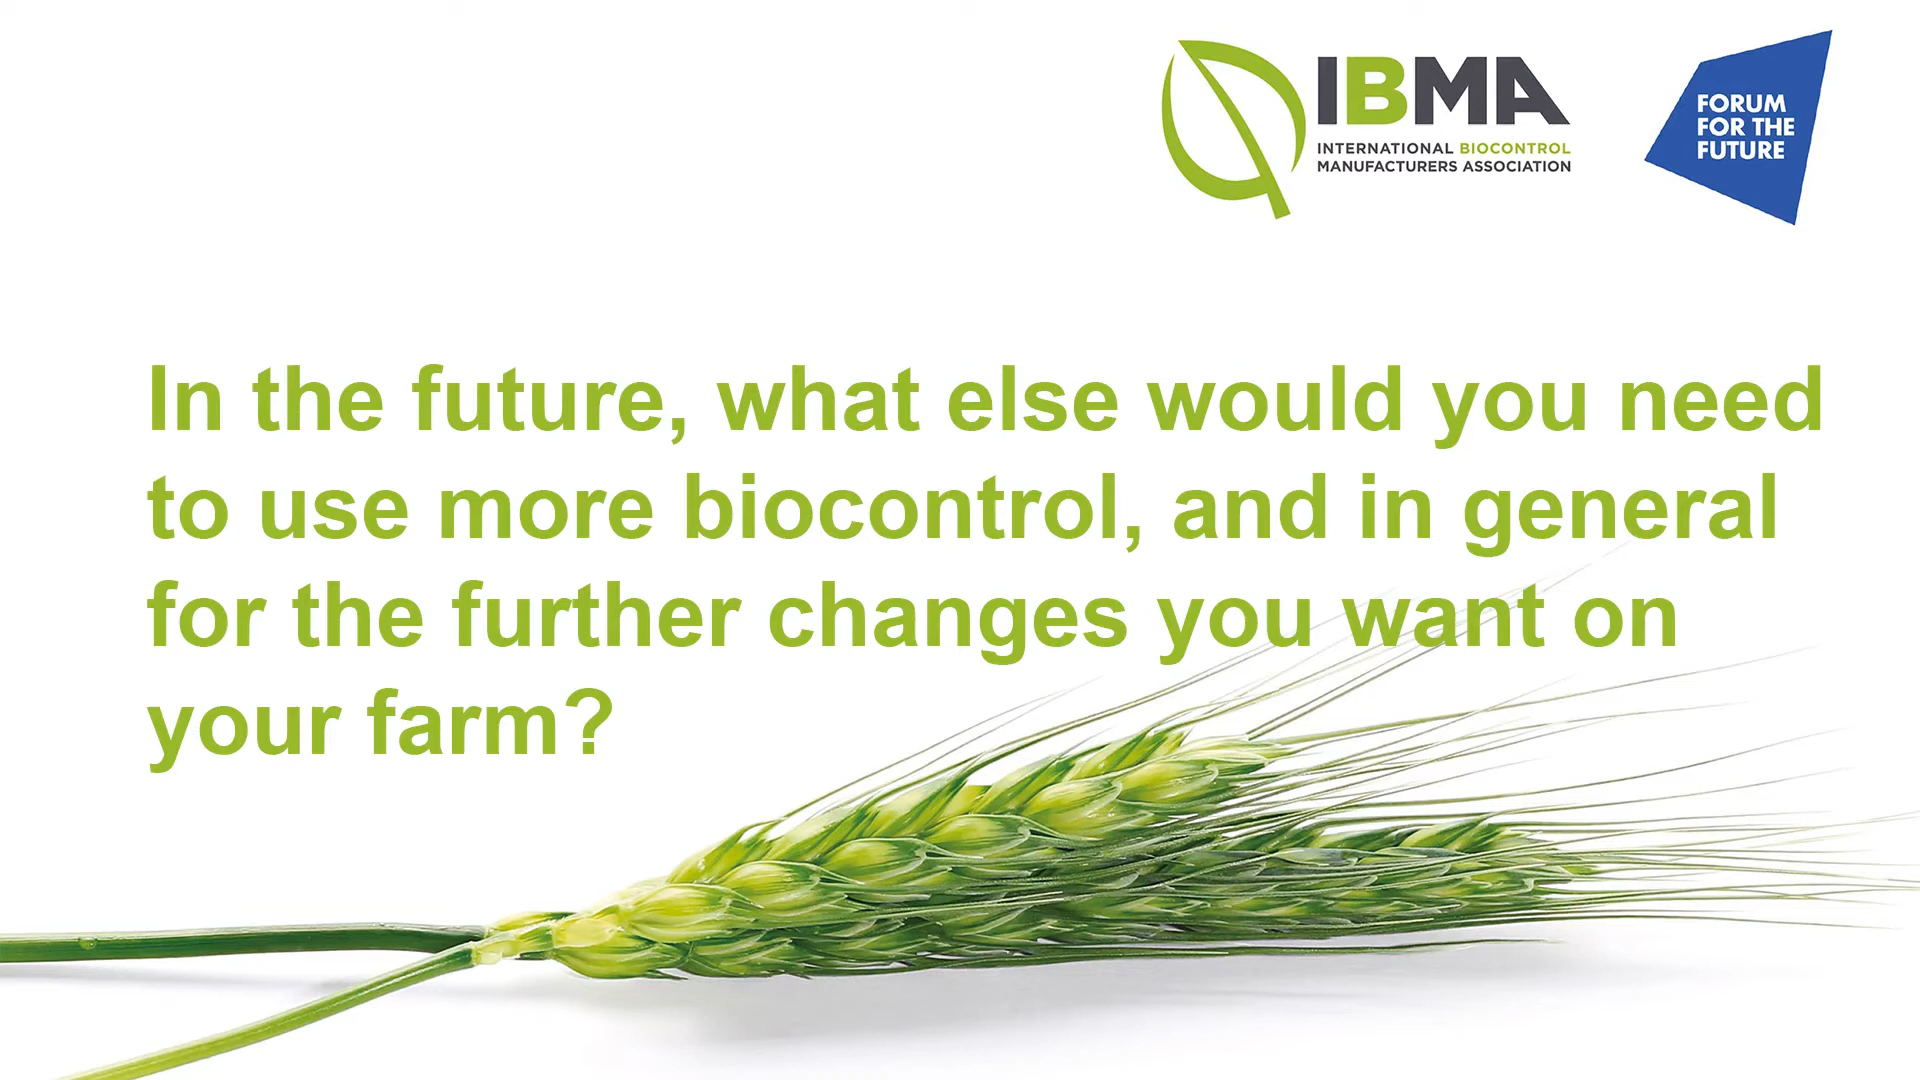 IBMA
INTERNATIONAL BIOCONTROL
MANUFACTURERS ASSOCIATION
FORUM
FOR THE
FUTURE
In the future, what else would you need
to use more biocontrol, and in general
for the further changes you want on
your farm?